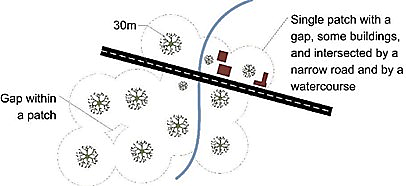 30m
Single patch with a
gap, some buildings,
and intersected by a
narrow road and by a
watercourse
Gap within
a patch